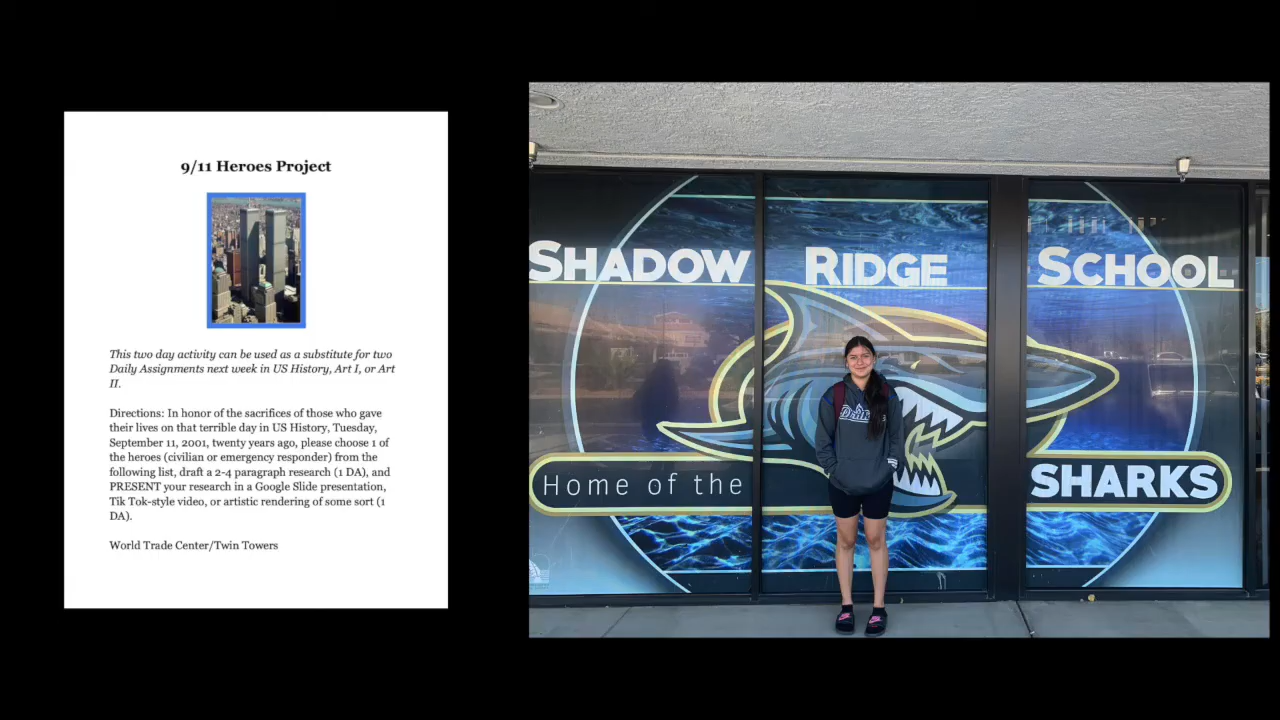 9/11 Heroes Project
This two day activity can be used as a substitute for two
Daily Assignments next week in US History, Art I, or Art
II.
Directions: In honor of the sacrifices of those who gave
their lives on that terrible day in US History, Tuesday,
September 11, 2001, twenty years ago, please choose 1 of
the heroes (civilian or emergency responder) from the
following list, draft a 2-4 paragraph research (1 DA), and
PRESENT your research in a Google Slide presentation,
Tik Tok-style video, or artistic rendering of some sort (1
DA).
World Trade Center/Twin Towers
SHADOW RIDGE SCHOOL
Home of the SHARKS